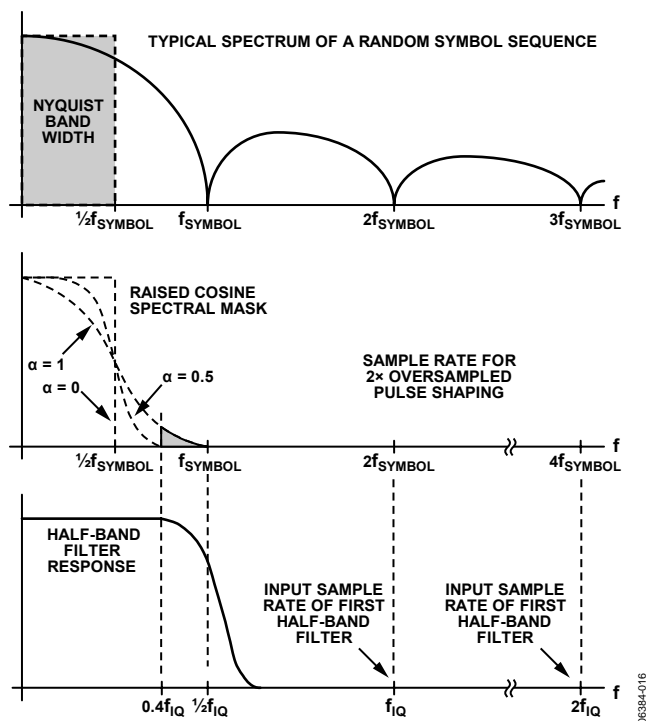 TYPICAL SPECTRUM OF A RANDOM SYMBOL SEQUENCE
NYQUIST
BAND
WIDTH
½fSYMBOL
fSYMBOL
2fSYMBOL
3fSYMBOL
f
RAISED COSINE
SPECTRAL MASK
α = 1
α = 0
α = 0.5
SAMPLE RATE FOR
2× OVERSAMPLED
PULSE SHAPING
½fSYMBOL
fSYMBOL
2fSYMBOL
4fSYMBOL
f
HALF-BAND
FILTER
RESPONSE
INPUT SAMPLE
RATE OF FIRST
HALF-BAND
FILTER
INPUT SAMPLE
RATE OF FIRST
HALF-BAND
FILTER
0.4fIQ
½fIQ
fIQ
2fIQ
f
06384-016